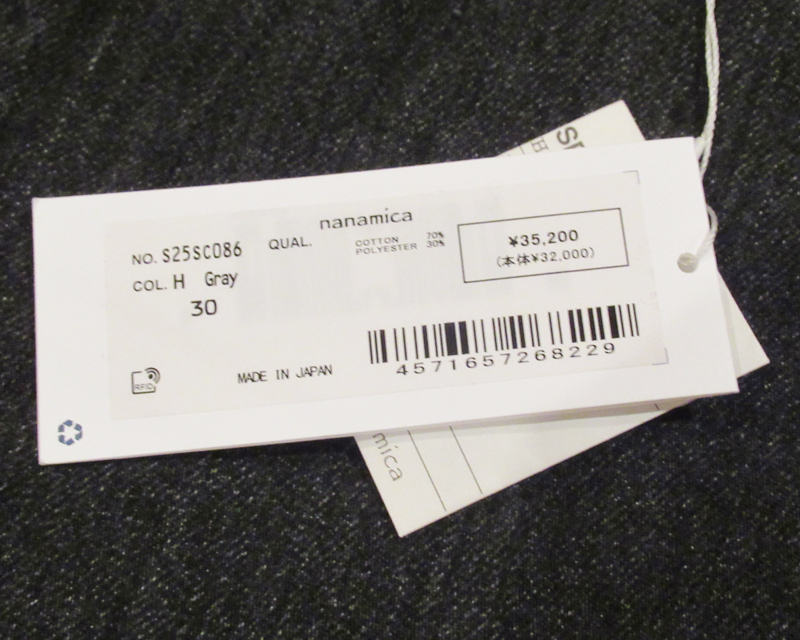 nanamica
NO. S25SC086
QUAL.
COTTON 70%
POLYESTER 30%
¥35,200
(本体¥32,000)
COL. H Gray
30
4571657268229
RFID
MADE IN JAPAN
mica